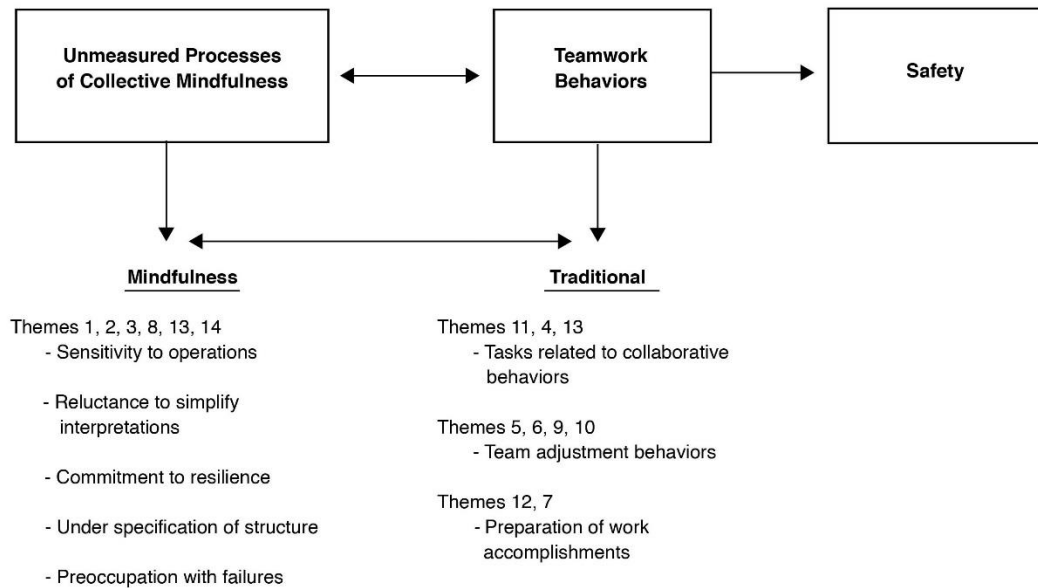 Unmeasured Processes
of Collective Mindfulness
Teamwork
Behaviors
Safety
Mindfulness
Themes 1, 2, 3, 8, 13, 14
- Sensitivity to operations
- Reluctance to simplify
interpretations
- Commitment to resilience
- Under specification of structure
- Preoccupation with failures
Traditional
Themes 11, 4, 13
- Tasks related to collaborative
behaviors
Themes 5, 6, 9, 10
- Team adjustment behaviors
Themes 12, 7
- Preparation of work
accomplishments